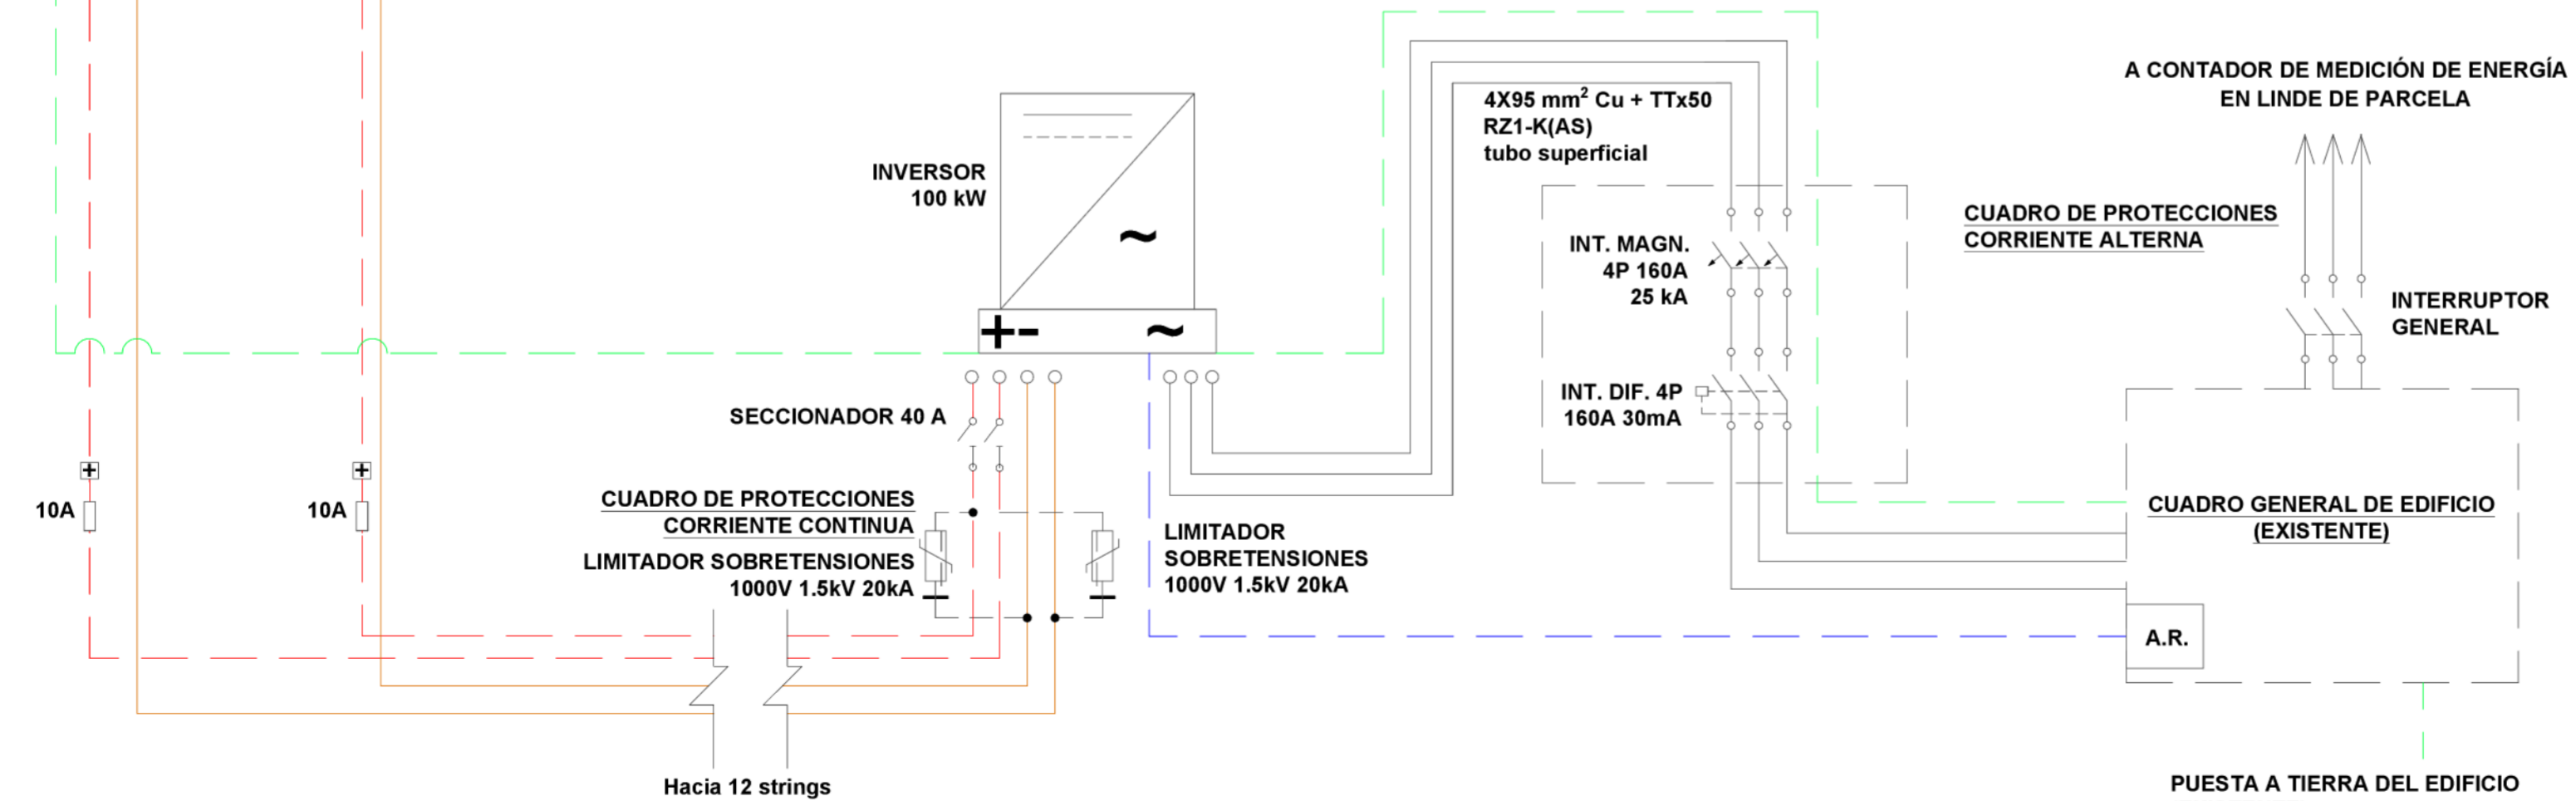 A CONTADOR DE MEDICIÓN DE ENERGÍA
EN LINDE DE PARCELA
4X95 mm² Cu + TTx50
RZ1-K(AS)
tubo superficial
INVERSOR
100 kW
~
CUADRO DE PROTECCIONES
CORRIENTE ALTERNA
INT. MAGN.
4P 160A
25 kA
INTERRUPTOR
GENERAL
+- ~
SECCIONADOR 40 A
INT. DIF. 4P
160A 30mA
+
+
10A
10A
CUADRO DE PROTECCIONES
CORRIENTE CONTINUA
LIMITADOR SOBRETENSIONES
1000V 1.5kV 20kA
LIMITADOR
SOBRETENSIONES
1000V 1.5kV 20kA
CUADRO GENERAL DE EDIFICIO
(EXISTENTE)
A.R.
Hacia 12 strings
PUESTA A TIERRA DEL EDIFICIO